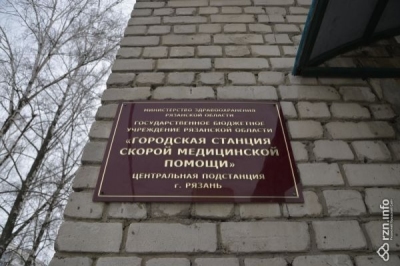 МИНИСТЕРСТВО ЗДРАВООХРАНЕНИЯ
РЯЗАНСКОЙ ОБЛАСТИ
ГОСУДАРСТВЕННОЕ БЮДЖЕТНОЕ
УЧРЕЖДЕНИЕ РЯЗАНСКОЙ ОБЛАСТИ
«ГОРОДСКАЯ СТАНЦИЯ
СКОРОЙ МЕДИЦИНСКОЙ
ПОМОЩИ»
ЦЕНТРАЛЬНАЯ ПОДСТАНЦИЯ
г. РЯЗАНЬ
rzn.info